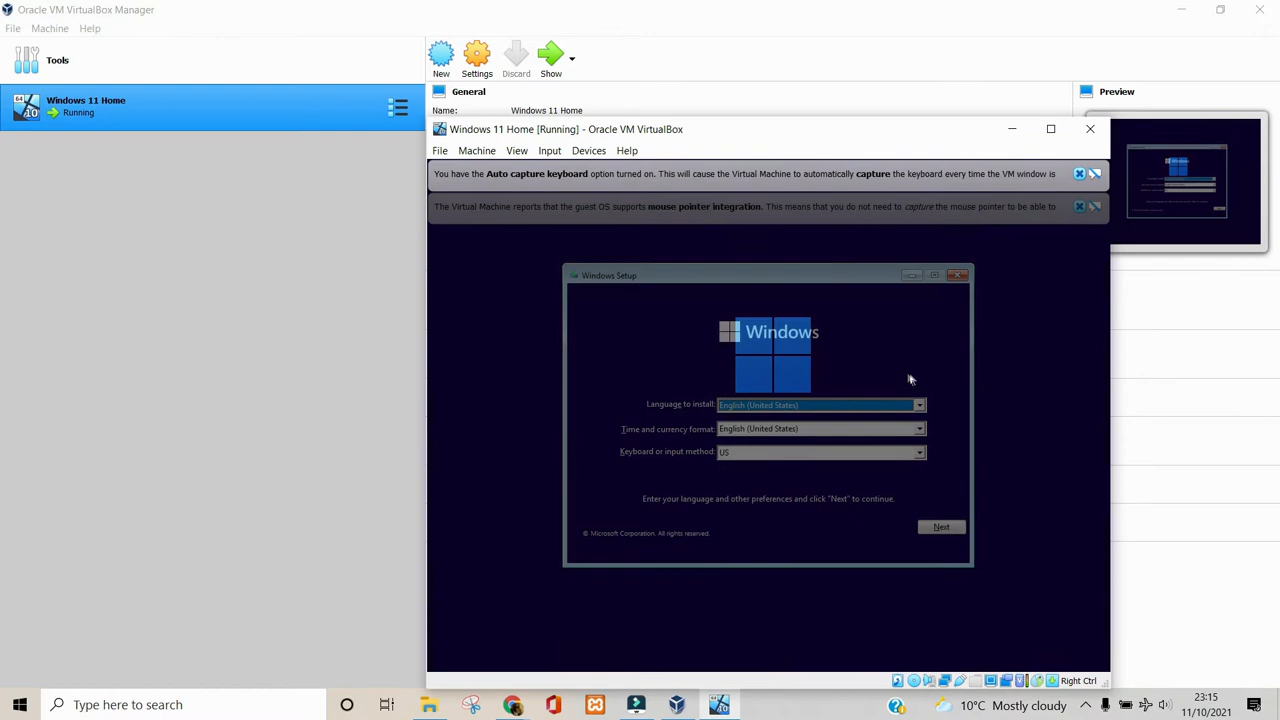 Oracle VM VirtualBox Manager
File Machine Help
Tools
64
10
Windows 11 Home
Running
New Settings Discard Show
General
Name: Windows 11 Home
Preview
Windows 11 Home [Running] - Oracle VM VirtualBox
File Machine View Input Devices Help
You have the Auto capture keyboard option turned on. This will cause the Virtual Machine to automatically capture the keyboard every time the VM window is
The Virtual Machine reports that the guest OS supports mouse pointer integration. This means that you do not need to capture the mouse pointer to be able to
Windows Setup
Windows
Language to install: English (United States)
Time and currency format: English (United States)
Keyboard or input method: US
Enter your language and other preferences and click "Next" to continue.
Next
© Microsoft Corporation. All rights reserved.
Right Ctrl
Type here to search
10°C Mostly cloudy
23:15
11/10/2021